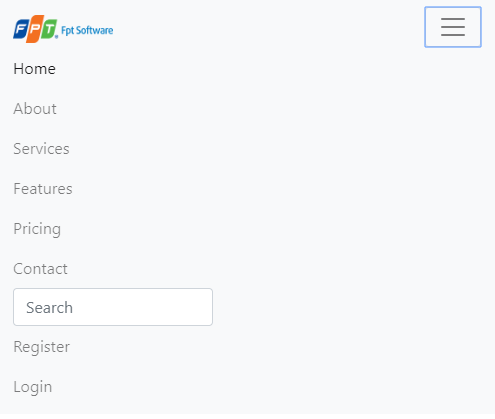 FPT Fpt Software
Home
About
Services
Features
Pricing
Contact
Search
Register
Login